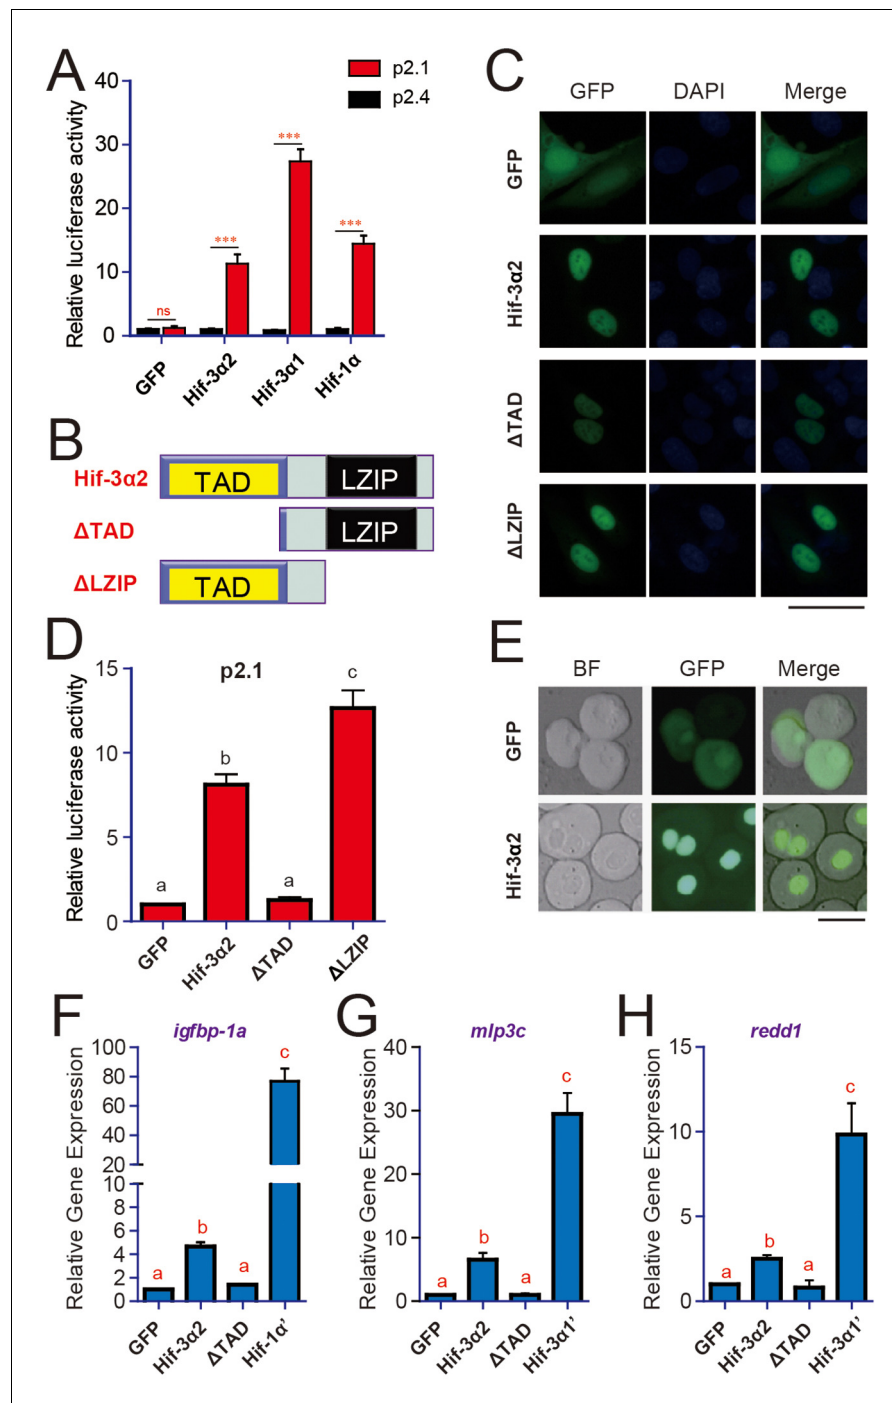 A
p2.1
p2.4
Relative luciferase activity
40
30
20
10
0
ns
***
***
***
GFP
Hif-3α2
Hif-3α1
Hif-1α
B
Hif-3α2
TAD
LZIP
ΔTAD
LZIP
ΔLZIP
TAD
C
GFP
DAPI
Merge
GFP
Hif-3α2
ΔTAD
ΔLZIP
D
p2.1
Relative luciferase activity
15
10
5
0
a
b
a
c
GFP
Hif-3α2
ΔTAD
ΔLZIP
E
BF
GFP
Merge
GFP
Hif-3α2
F
igfbp-1a
Relative Gene Expression
100
80
60
40
20
10
8
6
4
2
0
a
b
a
c
GFP
Hif-3α2
ΔTAD
Hif-1α'
G
mlp3c
Relative Gene Expression
40
30
20
10
0
a
b
a
c
GFP
Hif-3α2
ΔTAD
Hif-3α1'
H
redd1
Relative Gene Expression
15
10
5
0
a
b
a
c
GFP
Hif-3α2
ΔTAD
Hif-3α1'